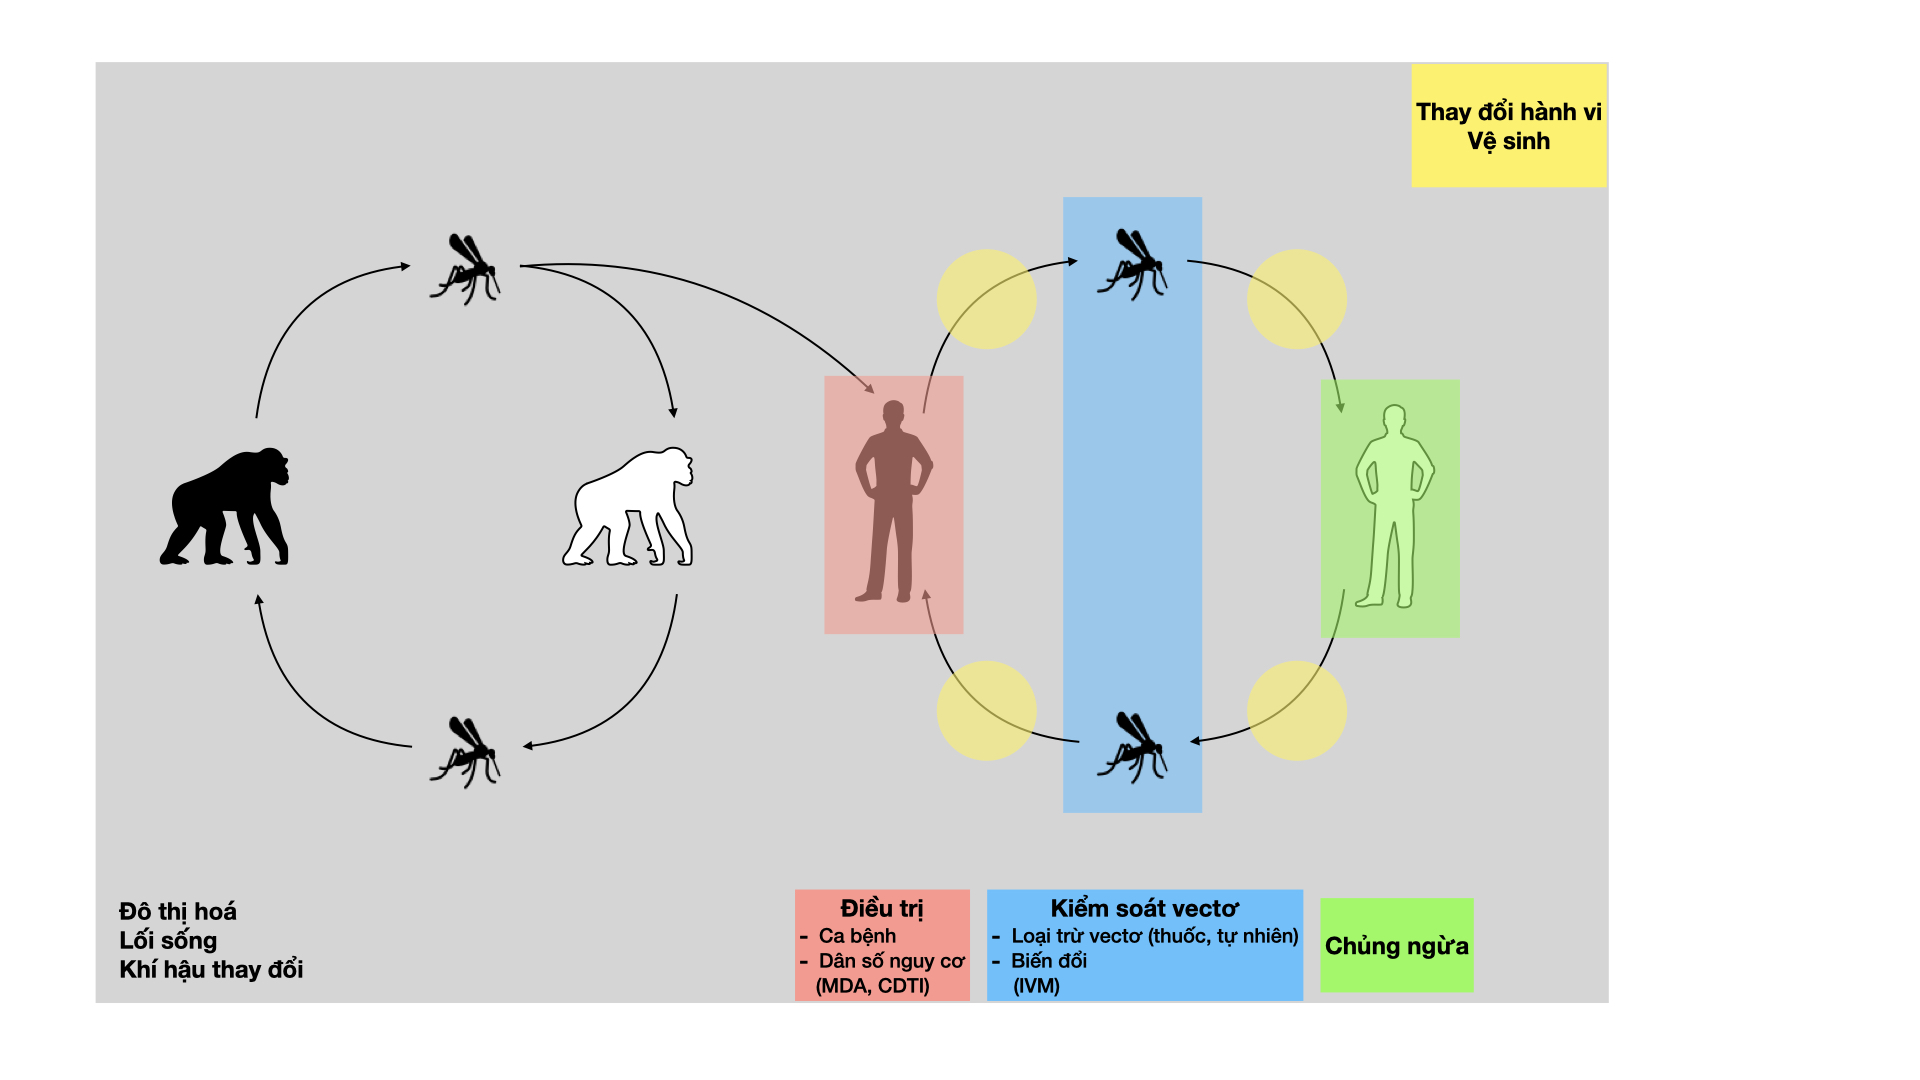 Thay đổi hành vi
Vệ sinh
Đô thị hoá
Lối sống
Khí hậu thay đổi
Điều trị
- Ca bệnh
- Dân số nguy cơ
(MDA, CDTI)
Kiểm soát vectơ
- Loại trừ vectơ (thuốc, tự nhiên)
- Biến đổi
(IVM)
Chủng ngừa